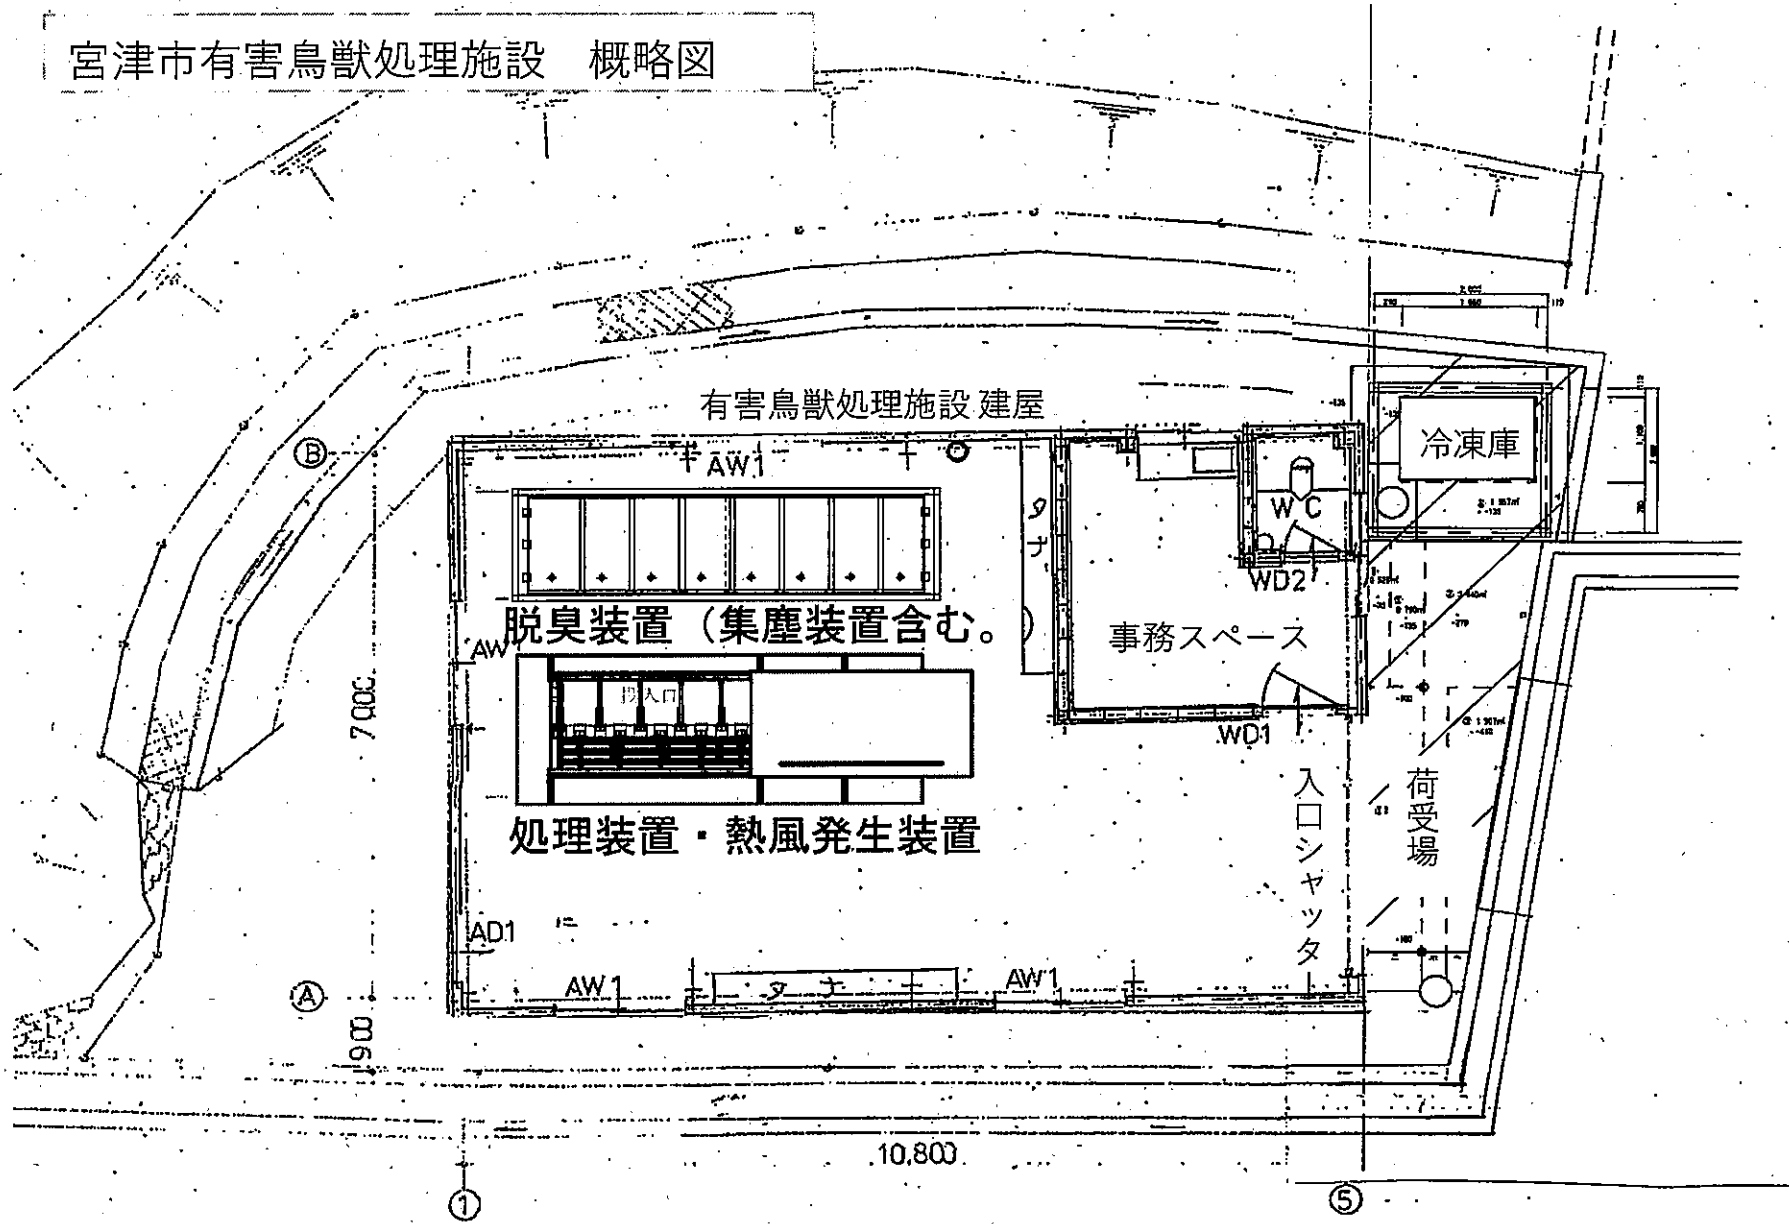 宮津市有害鳥獣処理施設　概略図
2,000
110
有害鳥獣処理施設 建屋
冷凍庫
B
AW1
タナ
WC
WD2
脱臭装置（集塵装置含む。）
事務スペース
AW
投入口
7000
WD1
入口シャッター
荷受場
処理装置・熱風発生装置
AD1
AW1
タナ
AW1
A
900
10,800
1
5